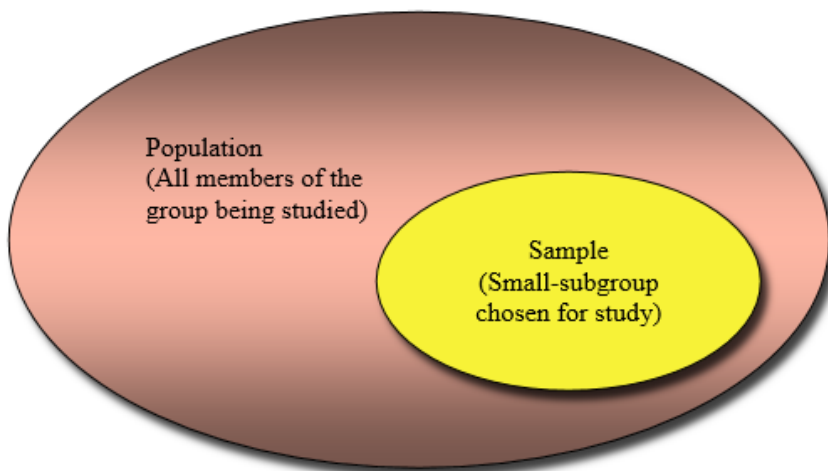 Population
(All members of the
group being studied)
Sample
(Small-subgroup
chosen for study)